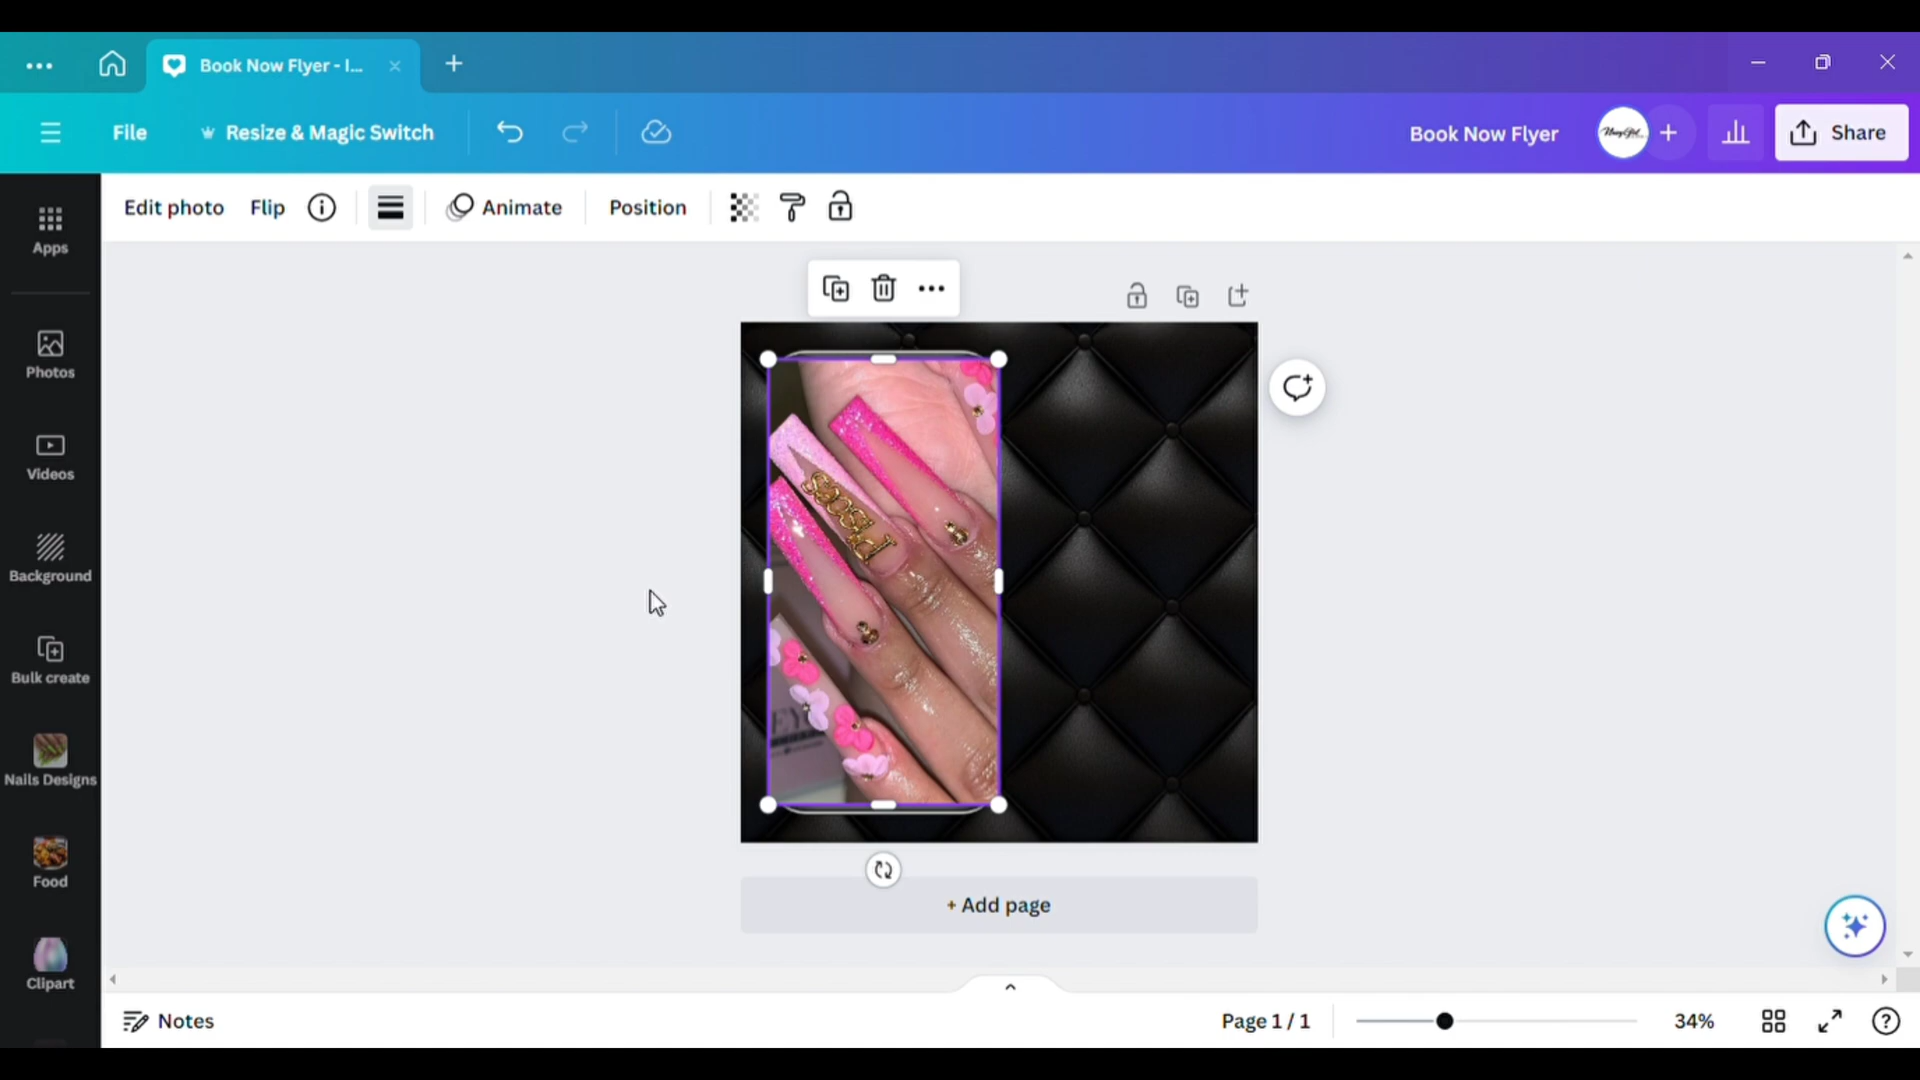 Book Now Flyer - I...
File
Resize & Magic Switch
Book Now Flyer
Share
Edit photo
Flip
Animate
Position
Apps
Photos
Videos
Background
Bulk create
Nails Designs
Food
Clipart
+ Add page
Notes
Page 1 / 1
34%